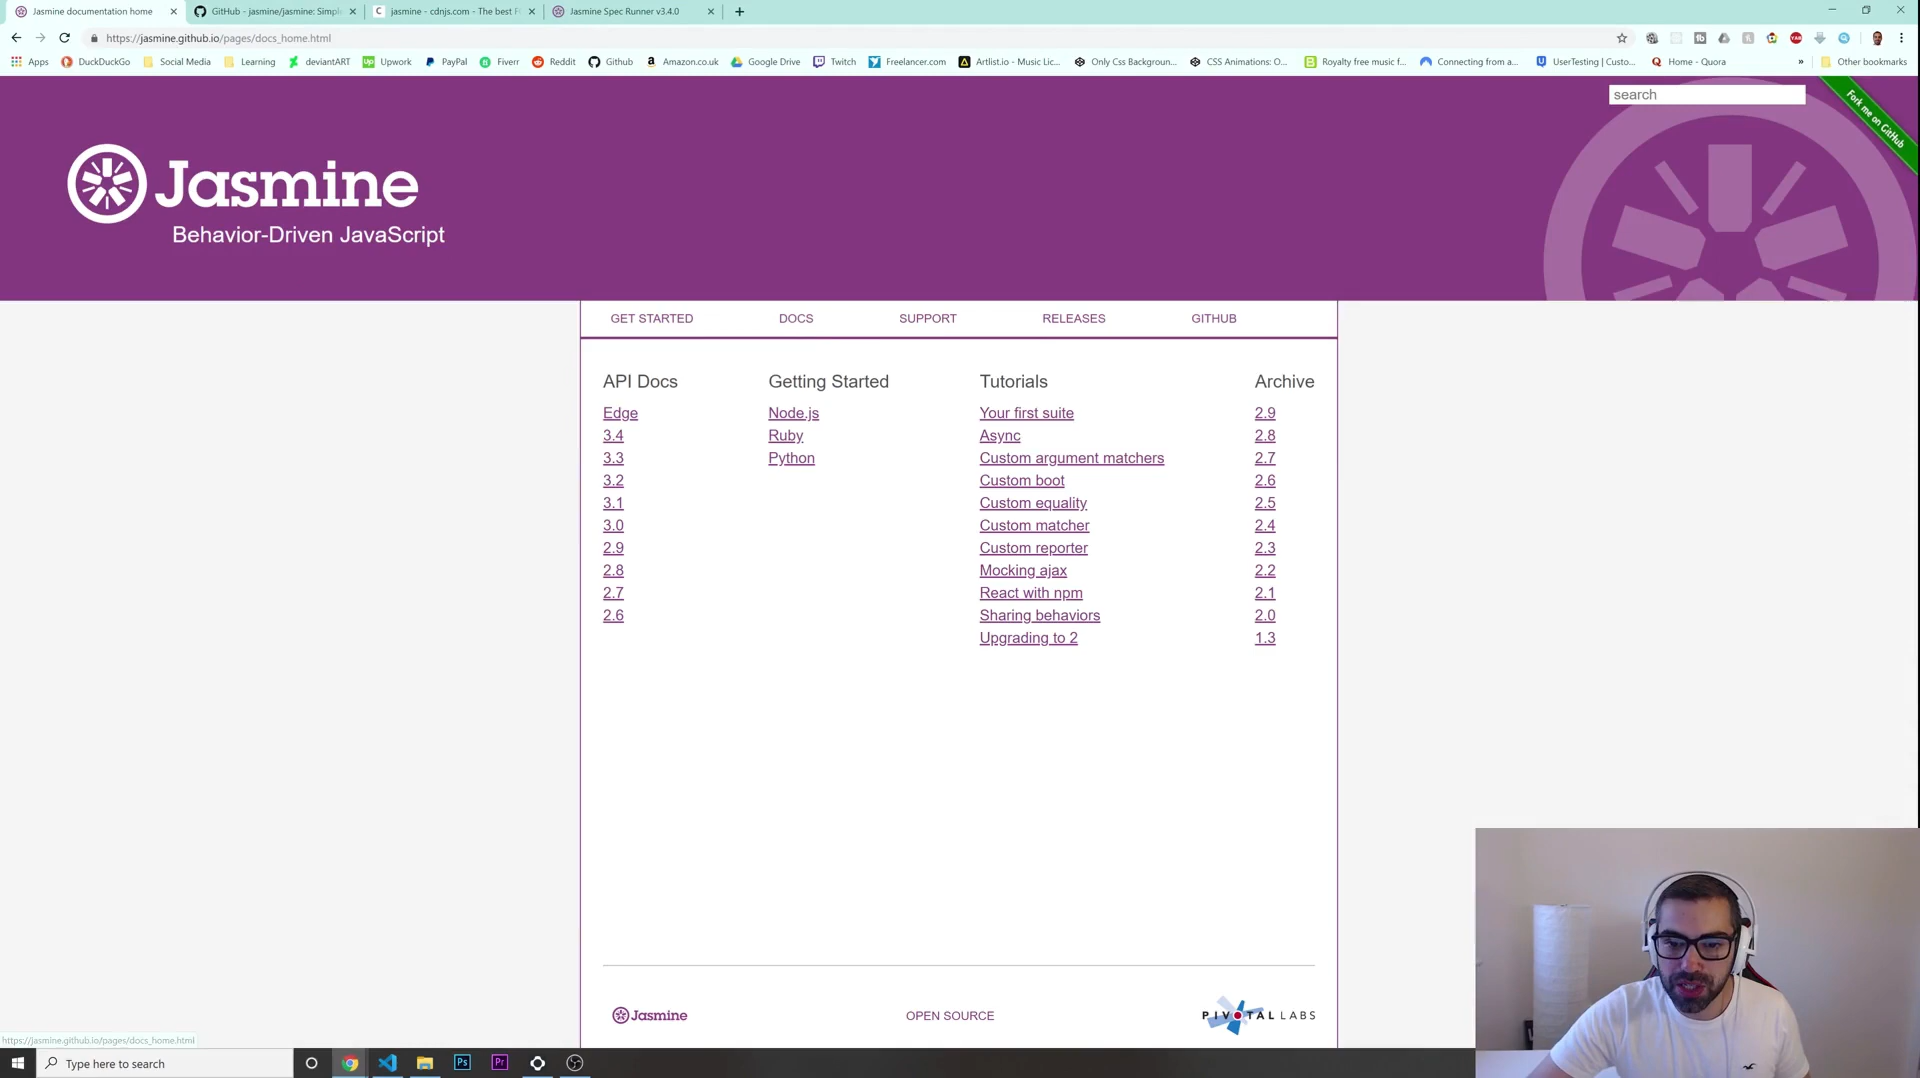 Jasmine documentation home
GitHub - jasmine/jasmine: Simple
jasmine - cdnjs.com - The best F
Jasmine Spec Runner v3.4.0
https://jasmine.github.io/pages/docs_home.html
Apps
DuckDuckGo
Social Media
Learning
deviantART
Upwork
PayPal
Fiverr
Reddit
Github
Amazon.co.uk
Google Drive
Twitch
Freelancer.com
Artlist.io - Music Lic...
Only Css Backgroun...
CSS Animations: O...
Royalty free music f...
Connecting from a...
UserTesting | Custo...
Home - Quora
»
Other bookmarks
search
Fork me on GitHub
Jasmine
Behavior-Driven JavaScript
GET STARTED
DOCS
SUPPORT
RELEASES
GITHUB
API Docs
Edge
3.4
3.3
3.2
3.1
3.0
2.9
2.8
2.7
2.6
Getting Started
Node.js
Ruby
Python
Tutorials
Your first suite
Async
Custom argument matchers
Custom boot
Custom equality
Custom matcher
Custom reporter
Mocking ajax
React with npm
Sharing behaviors
Upgrading to 2
Archive
2.9
2.8
2.7
2.6
2.5
2.4
2.3
2.2
2.1
2.0
1.3
Jasmine
OPEN SOURCE
PIVOTAL LABS
https://jasmine.github.io/pages/docs_home.html
Type here to search
Ps
Pr